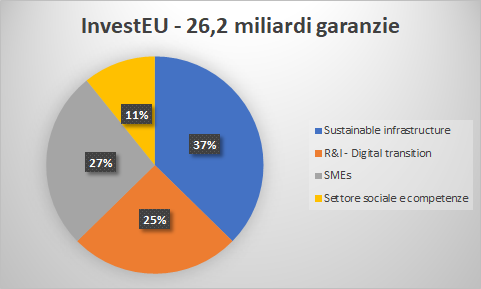 InvestEU - 26,2 miliardi garanzie
37%
25%
27%
11%
Sustainable infrastructure
R&I - Digital transition
SMEs
Settore sociale e competenze